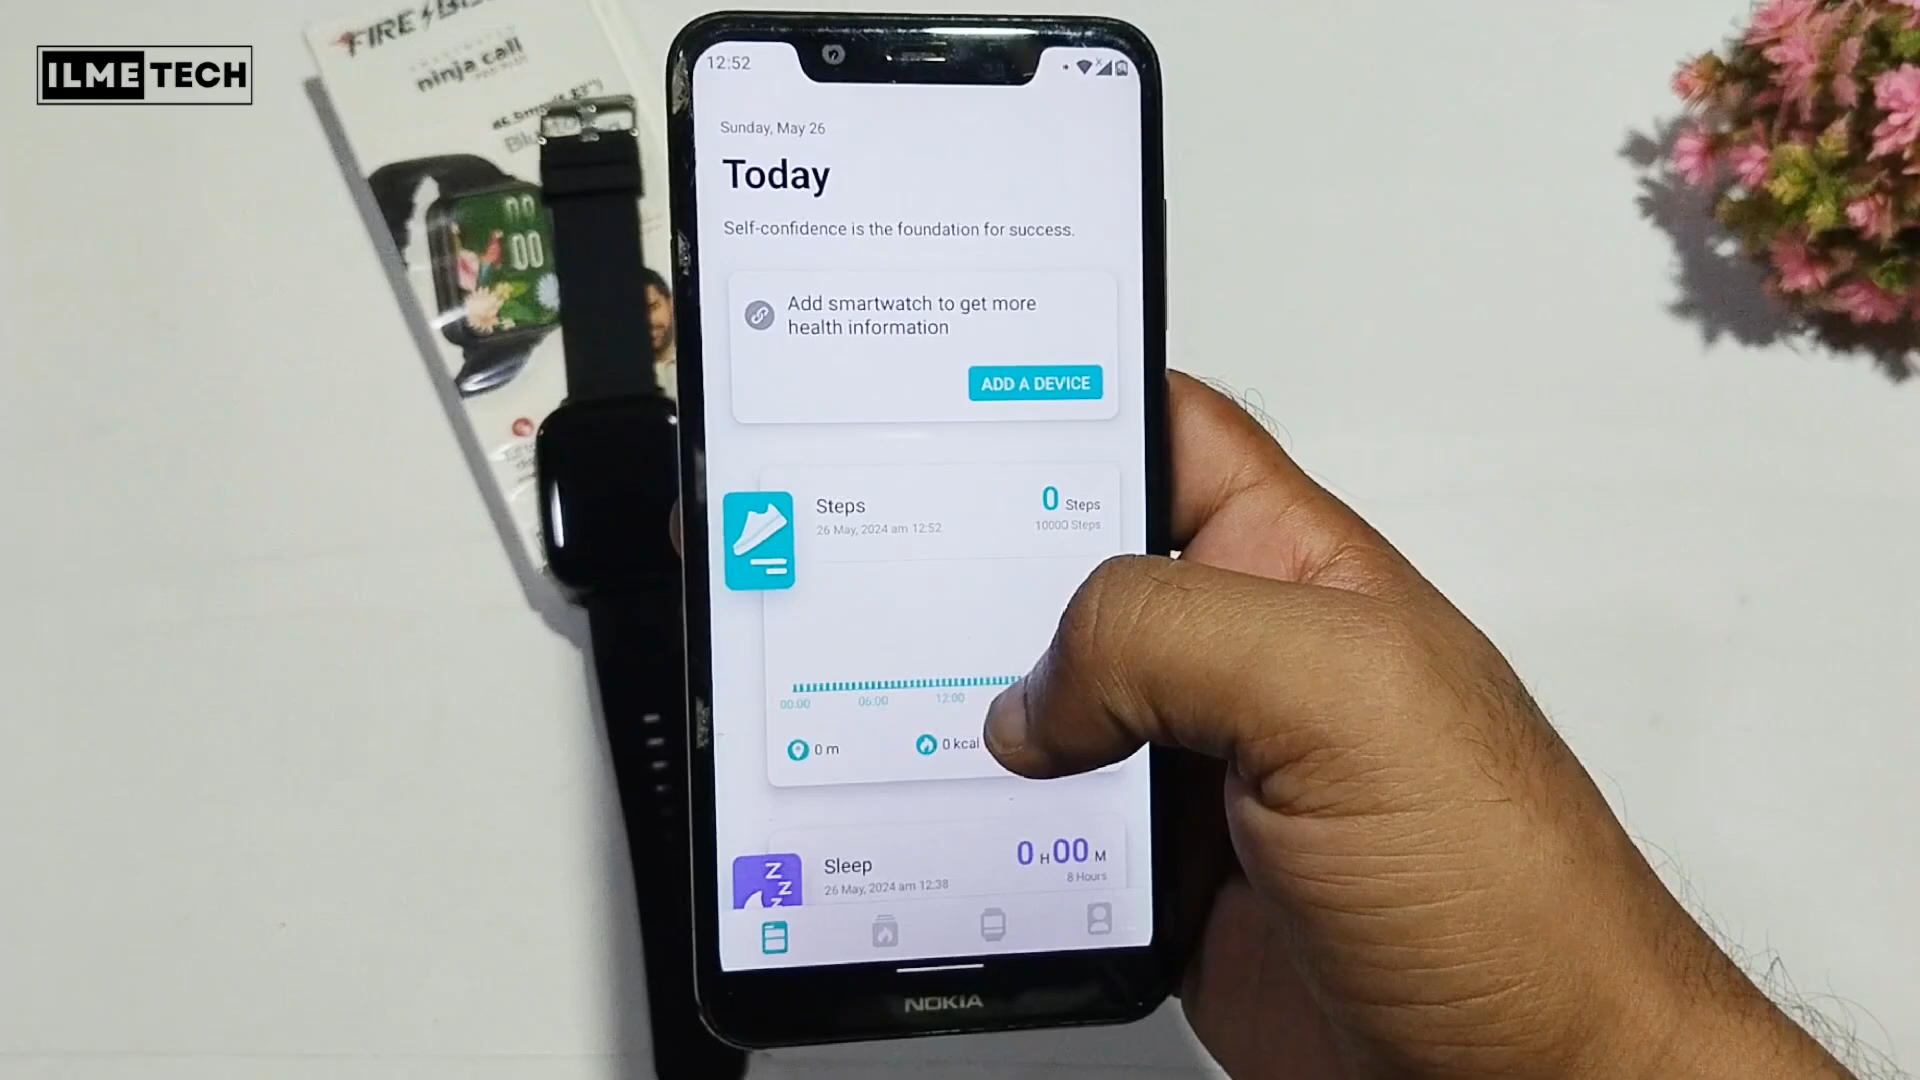 ILME TECH
FIRE
ninja call
12:52
Sunday, May 26
Today
Self-confidence is the foundation for success.
Add smartwatch to get more
health information
ADD A DEVICE
Steps
0 Steps
26 May, 2024 am 12:52
10000 Steps
00:00 06:00 12:00
0 m
0 kcal
Sleep
0 H 00 M
26 May, 2024 am 12:38
8 Hours
NOKIA